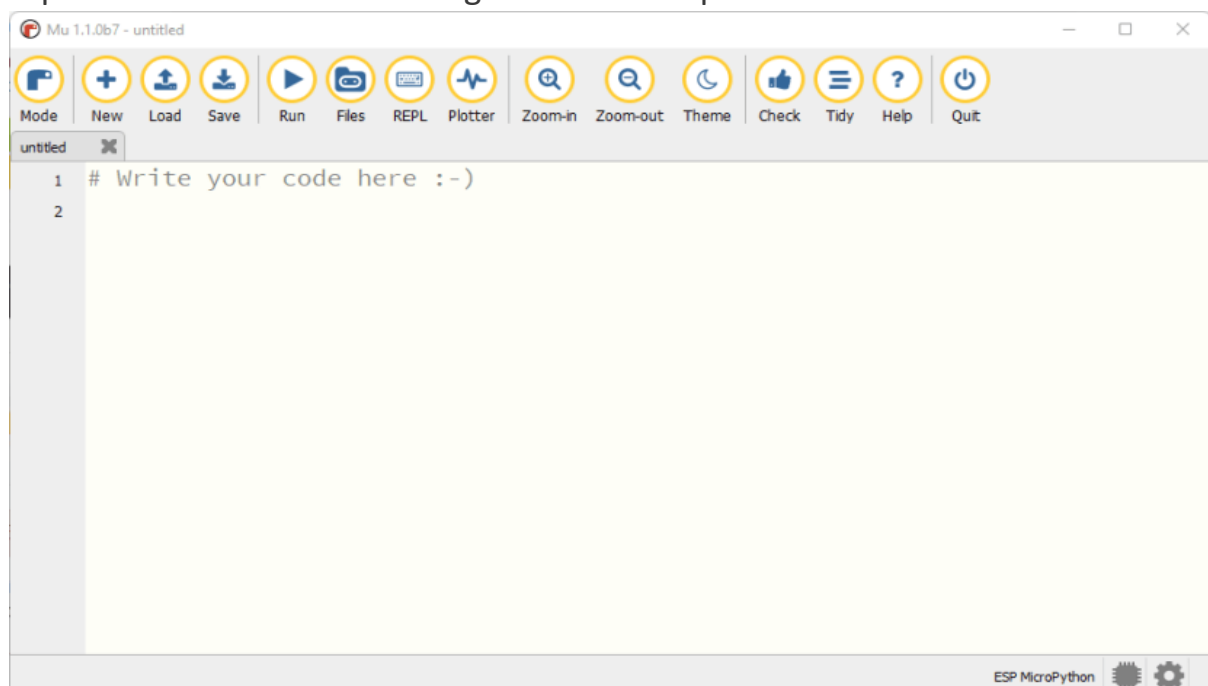 Mu 1.1.0b7 - untitled
Mode New Load Save Run Files REPL Plotter Zoom-in Zoom-out Theme Check Tidy Help Quit
untitled
1 # Write your code here :-)
2
ESP MicroPython